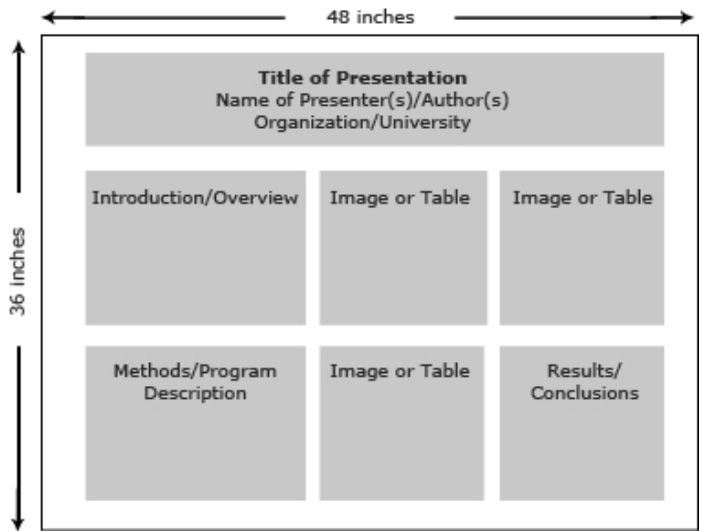 48 inches
36 inches
Title of Presentation
Name of Presenter(s)/Author(s)
Organization/University
Introduction/Overview
Image or Table
Image or Table
Methods/Program
Description
Image or Table
Results/
Conclusions